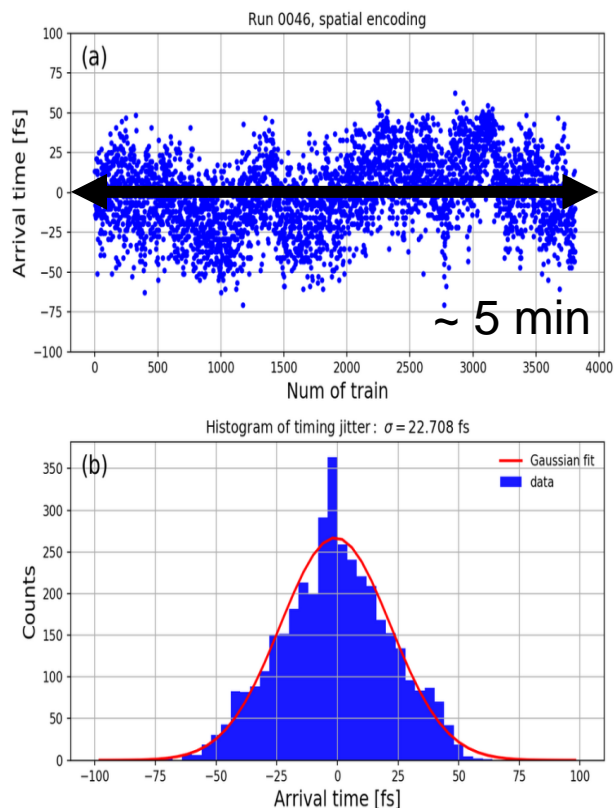 Run 0046, spatial encoding
(a)
Arrival time [fs]
100
75
50
25
0
−25
−50
−75
−100
~ 5 min
0 500 1000 1500 2000 2500 3000 3500 4000
Num of train
Histogram of timing jitter: σ = 22.708 fs
(b)
Gaussian fit
data
Counts
350
300
250
200
150
100
50
0
−100 −75 −50 −25 0 25 50 75 100
Arrival time [fs]